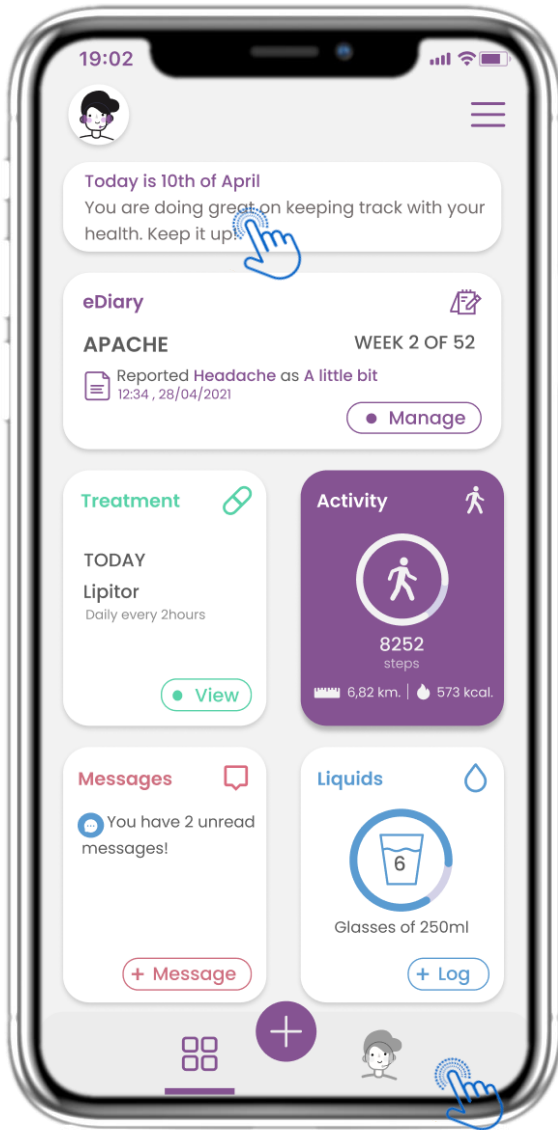 19:02
Today is 10th of April
You are doing great on keeping track with your
health. Keep it up!
eDiary
APACHE
WEEK 2 OF 52
Reported Headache as A little bit
12:34 , 28/04/2021
Manage
Treatment
TODAY
Lipitor
Daily every 2hours
View
Activity
8252
steps
6,82 km.
573 kcal.
Messages
You have 2 unread
messages!
+ Message
Liquids
6
Glasses of 250ml
+ Log